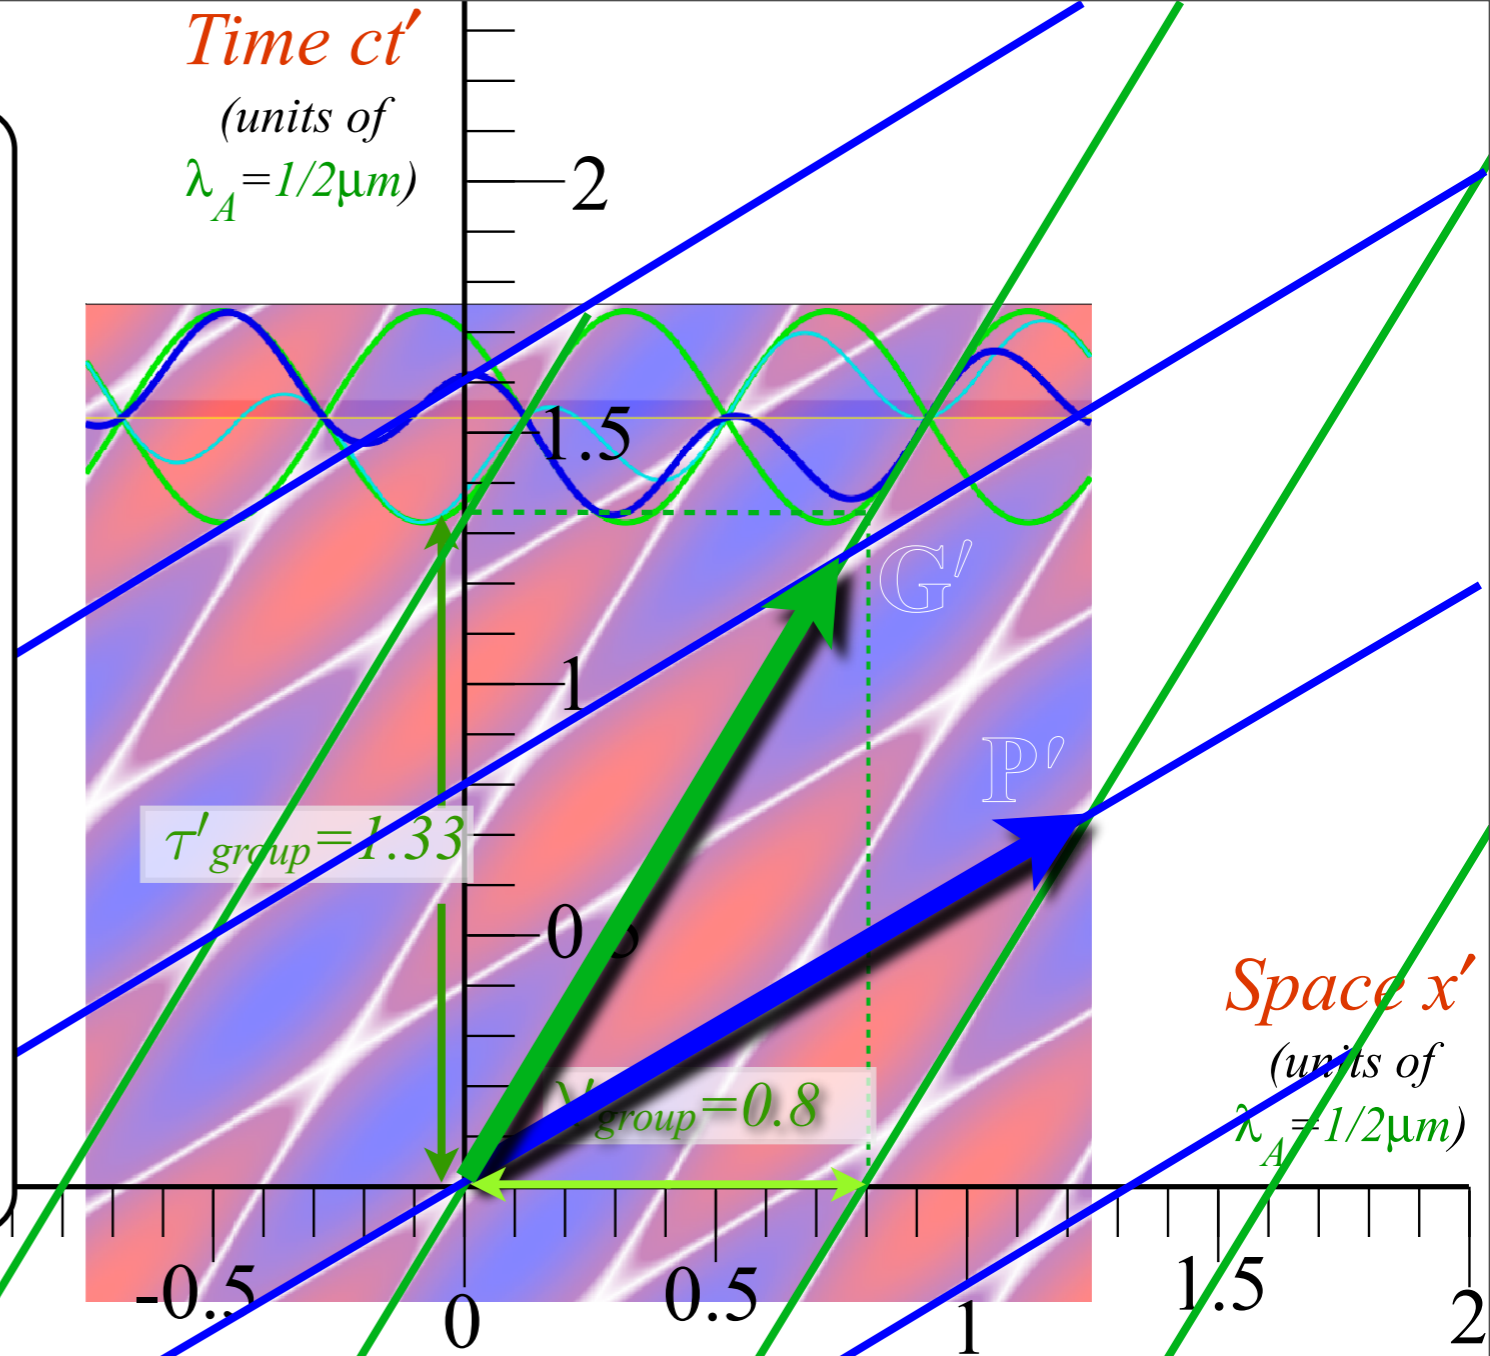 Time ct′
(units of
λA=1/2μm)
2
1.5
G′
1
P′
τ′group=1.33
0.5
Space x′
(units of
λA=1/2μm)
λ′group=0.8
-0.5
0
0.5
1
1.5
2